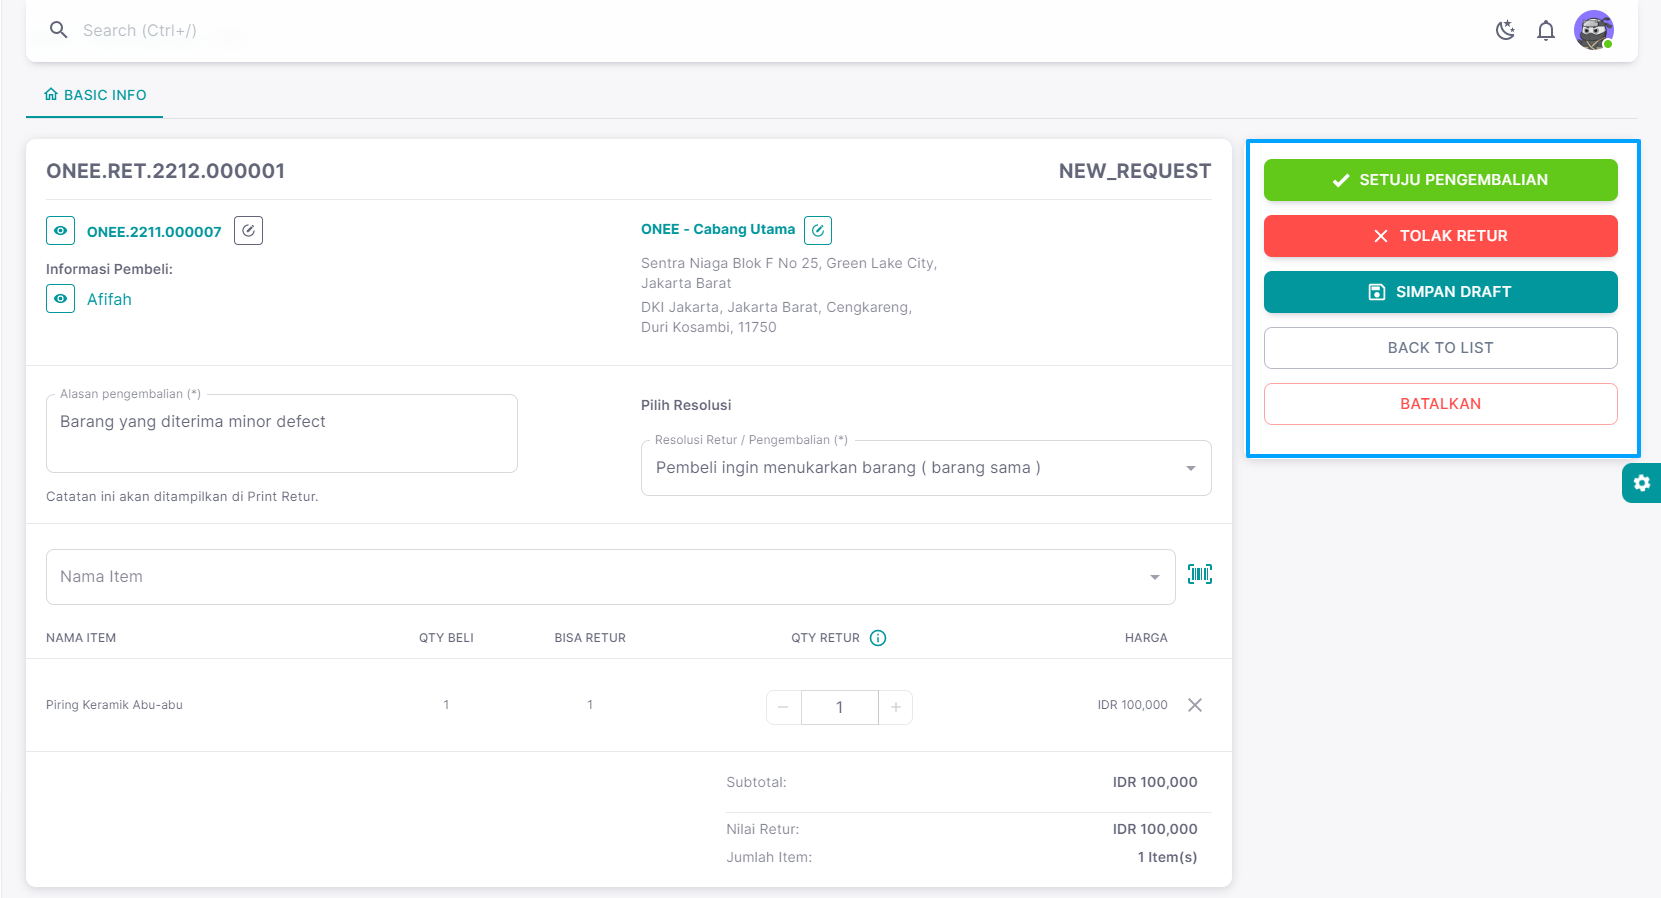 Search (Ctrl+/)
BASIC INFO
ONEE.RET.2212.000001
NEW_REQUEST
ONEE.2211.000007
Informasi Pembeli:
Afifah
ONEE - Cabang Utama
Sentra Niaga Blok F No 25, Green Lake City,
Jakarta Barat
DKI Jakarta, Jakarta Barat, Cengkareng,
Duri Kosambi, 11750
Alasan pengembalian (*)
Barang yang diterima minor defect
Catatan ini akan ditampilkan di Print Retur.
Pilih Resolusi
Resolusi Retur / Pengembalian (*)
Pembeli ingin menukarkan barang ( barang sama )
Nama Item
NAMA ITEM QTY BELI BISA RETUR QTY RETUR HARGA
Piring Keramik Abu-abu 1 1 − 1 + IDR 100,000
Subtotal: IDR 100,000
Nilai Retur: IDR 100,000
Jumlah Item: 1 Item(s)
SETUJU PENGEMBALIAN
TOLAK RETUR
SIMPAN DRAFT
BACK TO LIST
BATALKAN